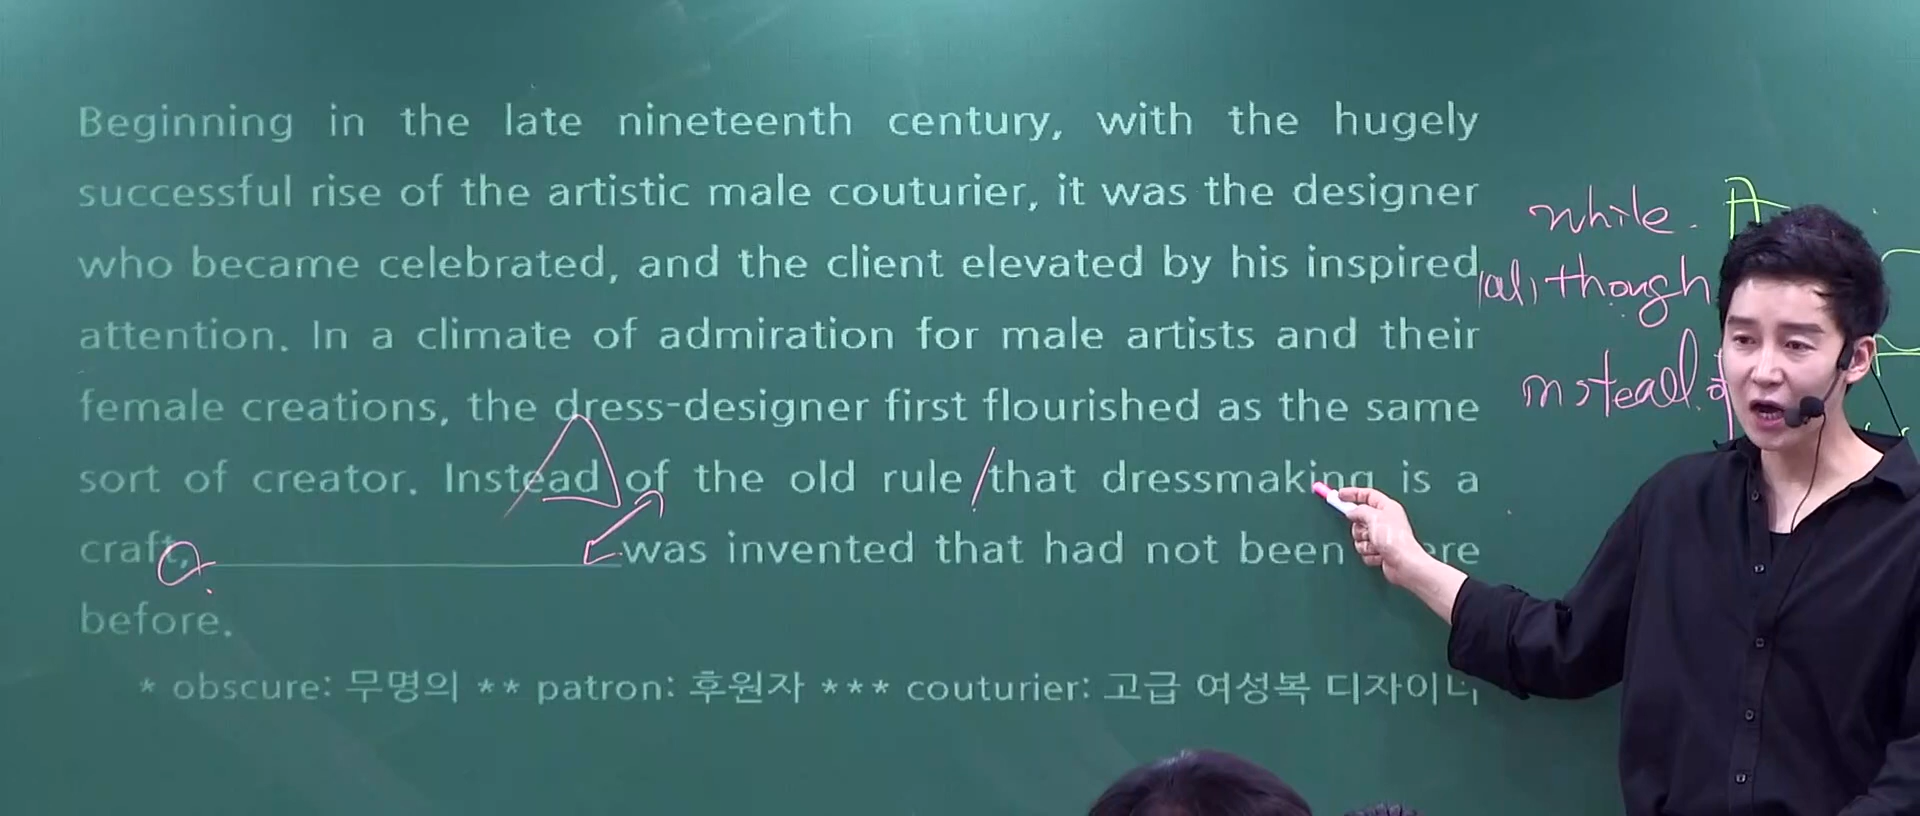 Beginning in the late nineteenth century, with the hugely
successful rise of the artistic male couturier, it was the designer
who became celebrated, and the client elevated by his inspired
attention. In a climate of admiration for male artists and their
female creations, the dress-designer first flourished as the same
sort of creator. Instead of the old rule that dressmaking is a
craft, was invented that had not been
before.
* obscure: 무명의 ** patron: 후원자 *** couturier: 고급 여성복 디자이너
while. A
(al)though
instead of